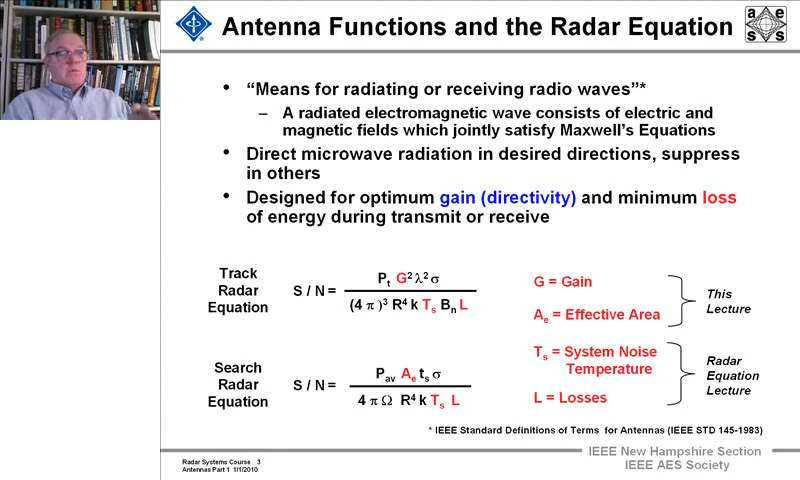 Antenna Functions and the Radar Equation
a e s s
• “Means for radiating or receiving radio waves”*
– A radiated electromagnetic wave consists of electric and
magnetic fields which jointly satisfy Maxwell’s Equations
• Direct microwave radiation in desired directions, suppress
in others
• Designed for optimum gain (directivity) and minimum loss
of energy during transmit or receive
Track
Radar
Equation
S / N = Pt G² λ² σ
(4 π )³ R⁴ k Ts Bn L
G = Gain
Ae = Effective Area
This
Lecture
Search
Radar
Equation
S / N = Pav Ae ts σ
4 π Ω R⁴ k Ts L
Ts = System Noise
Temperature
L = Losses
Radar
Equation
Lecture
* IEEE Standard Definitions of Terms for Antennas (IEEE STD 145-1983)
Radar Systems Course 3
Antennas Part 1 1/1/2010
IEEE New Hampshire Section
IEEE AES Society